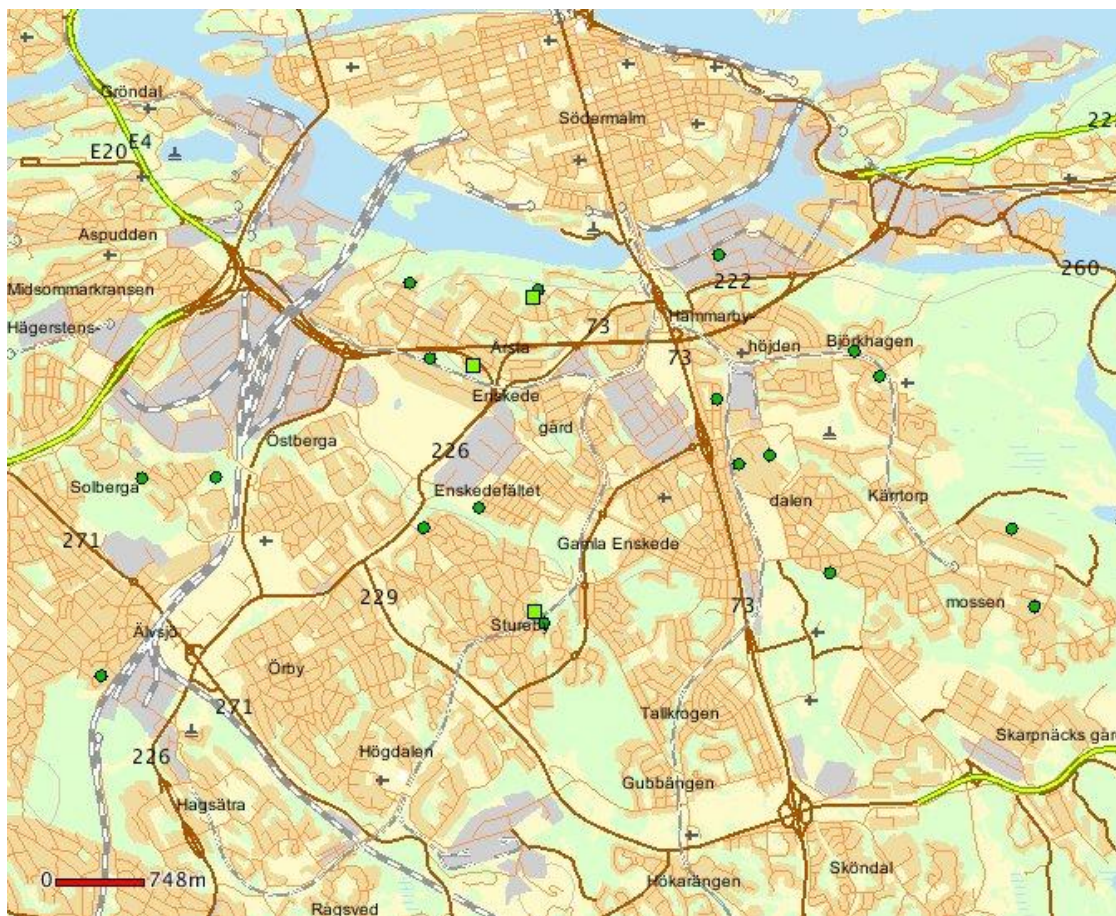 Gröndal
Södermalm
222
E20
E4
Aspudden
260
Midsommarkransen
222
Hägerstens-
73
Hammarby-
Årsta
73
höjden
Björkhagen
Enskede
gård
Östberga
226
Solberga
Enskedefältet
dalen
Kärrtorp
271
Gamla Enskede
229
73
mossen
Älvsjö
Stureby
Örby
271
Tallkrogen
Skarpnäcks går
226
Högdalen
Gubbängen
Hagsätra
Sköndal
0 748m
Hökarängen
Rågsved